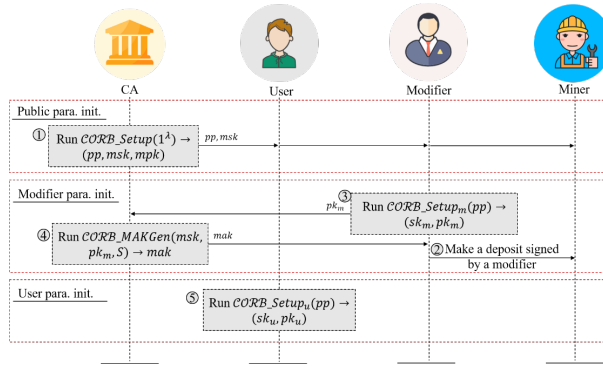 CA
User
Modifier
Miner
Public para. init.
① Run 𝒞𝒪ℛℬ_Setup(1^λ) →
(pp, msk, mpk)
pp, msk
Modifier para. init.
③ Run 𝒞𝒪ℛℬ_Setup_m(pp) →
(sk_m, pk_m)
pk_m
④ Run 𝒞𝒪ℛℬ_MAKGen(msk,
pk_m, S) → mak
mak
② Make a deposit signed
by a modifier
User para. init.
⑤ Run 𝒞𝒪ℛℬ_Setup_u(pp) →
(sk_u, pk_u)